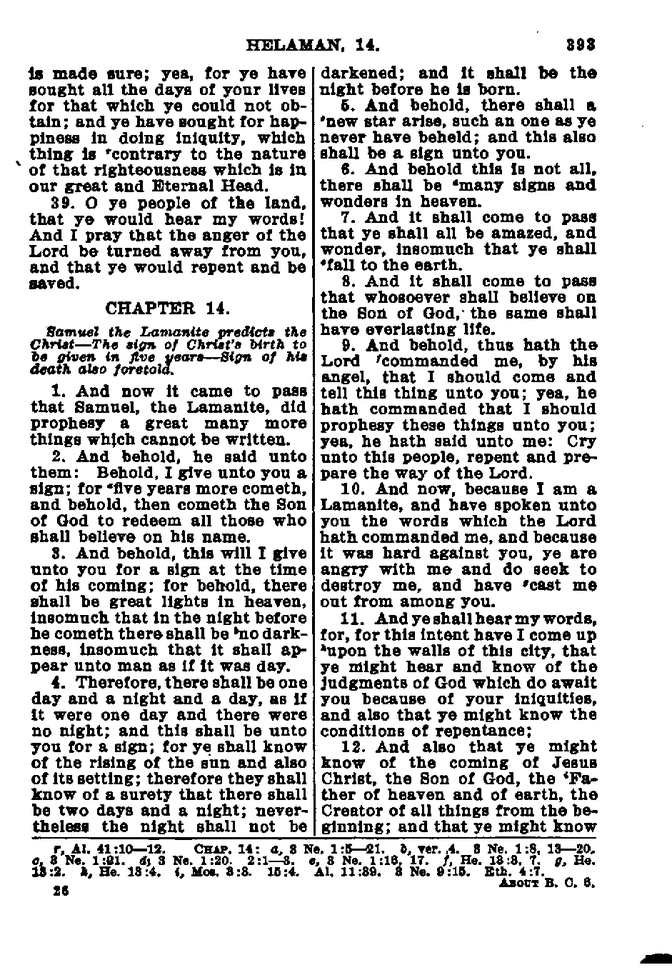 HELAMAN, 14. 393
is made sure; yea, for ye have
sought all the days of your lives
for that which ye could not ob-
tain; and ye have sought for hap-
piness in doing iniquity, which
thing is rcontrary to the nature
of that righteousness which is in
our great and Eternal Head.
39. O ye people of the land,
that ye would hear my words!
And I pray that the anger of the
Lord be turned away from you,
and that ye would repent and be
saved.
CHAPTER 14.
Samuel the Lamanite predicts the
Christ—The sign of Christ's birth to
be given in five years—Sign of his
death also foretold.
1. And now it came to pass
that Samuel, the Lamanite, did
prophesy a great many more
things which cannot be written.
2. And behold, he said unto
them: Behold, I give unto you a
sign; for afive years more cometh,
and behold, then cometh the Son
of God to redeem all those who
shall believe on his name.
3. And behold, this will I give
unto you for a sign at the time
of his coming; for behold, there
shall be great lights in heaven,
insomuch that in the night before
he cometh there shall be bno dark-
ness, insomuch that it shall ap-
pear unto man as if it was day.
4. Therefore, there shall be one
day and a night and a day, as if
it were one day and there were
no night; and this shall be unto
you for a sign; for ye shall know
of the rising of the sun and also
of its setting; therefore they shall
know of a surety that there shall
be two days and a night; never-
theless the night shall not be
darkened; and it shall be the
night before he is born.
5. And behold, there shall a
cnew star arise, such an one as ye
never have beheld; and this also
shall be a sign unto you.
6. And behold this is not all,
there shall be dmany signs and
wonders in heaven.
7. And it shall come to pass
that ye shall all be amazed, and
wonder, insomuch that ye shall
efall to the earth.
8. And it shall come to pass
that whosoever shall believe on
the Son of God, the same shall
have everlasting life.
9. And behold, thus hath the
Lord fcommanded me, by his
angel, that I should come and
tell this thing unto you; yea, he
hath commanded that I should
prophesy these things unto you;
yea, he hath said unto me: Cry
unto this people, repent and pre-
pare the way of the Lord.
10. And now, because I am a
Lamanite, and have spoken unto
you the words which the Lord
hath commanded me, and because
it was hard against you, ye are
angry with me and do seek to
destroy me, and have gcast me
out from among you.
11. And ye shall hear my words,
for, for this intent have I come up
hupon the walls of this city, that
ye might hear and know of the
judgments of God which do await
you because of your iniquities,
and also that ye might know the
conditions of repentance;
12. And also that ye might
know of the coming of Jesus
Christ, the Son of God, the iFa-
ther of heaven and of earth, the
Creator of all things from the be-
ginning; and that ye might know
r, Al. 41:10—12. CHAP. 14: a, 3 Ne. 1:5—21. b, ver. 4. 3 Ne. 1:8, 13—20.
c, 3 Ne. 1:21. d, 3 Ne. 1:20. 2:1—3. e, 3 Ne. 1:16, 17. f, He. 13:3, 7. g, He.
13:2. h, He. 13:4. i, Mos. 3:8. 15:4. Al. 11:39. 3 Ne. 9:15. Eth. 4:7.
26 ABOUT B. C. 6.